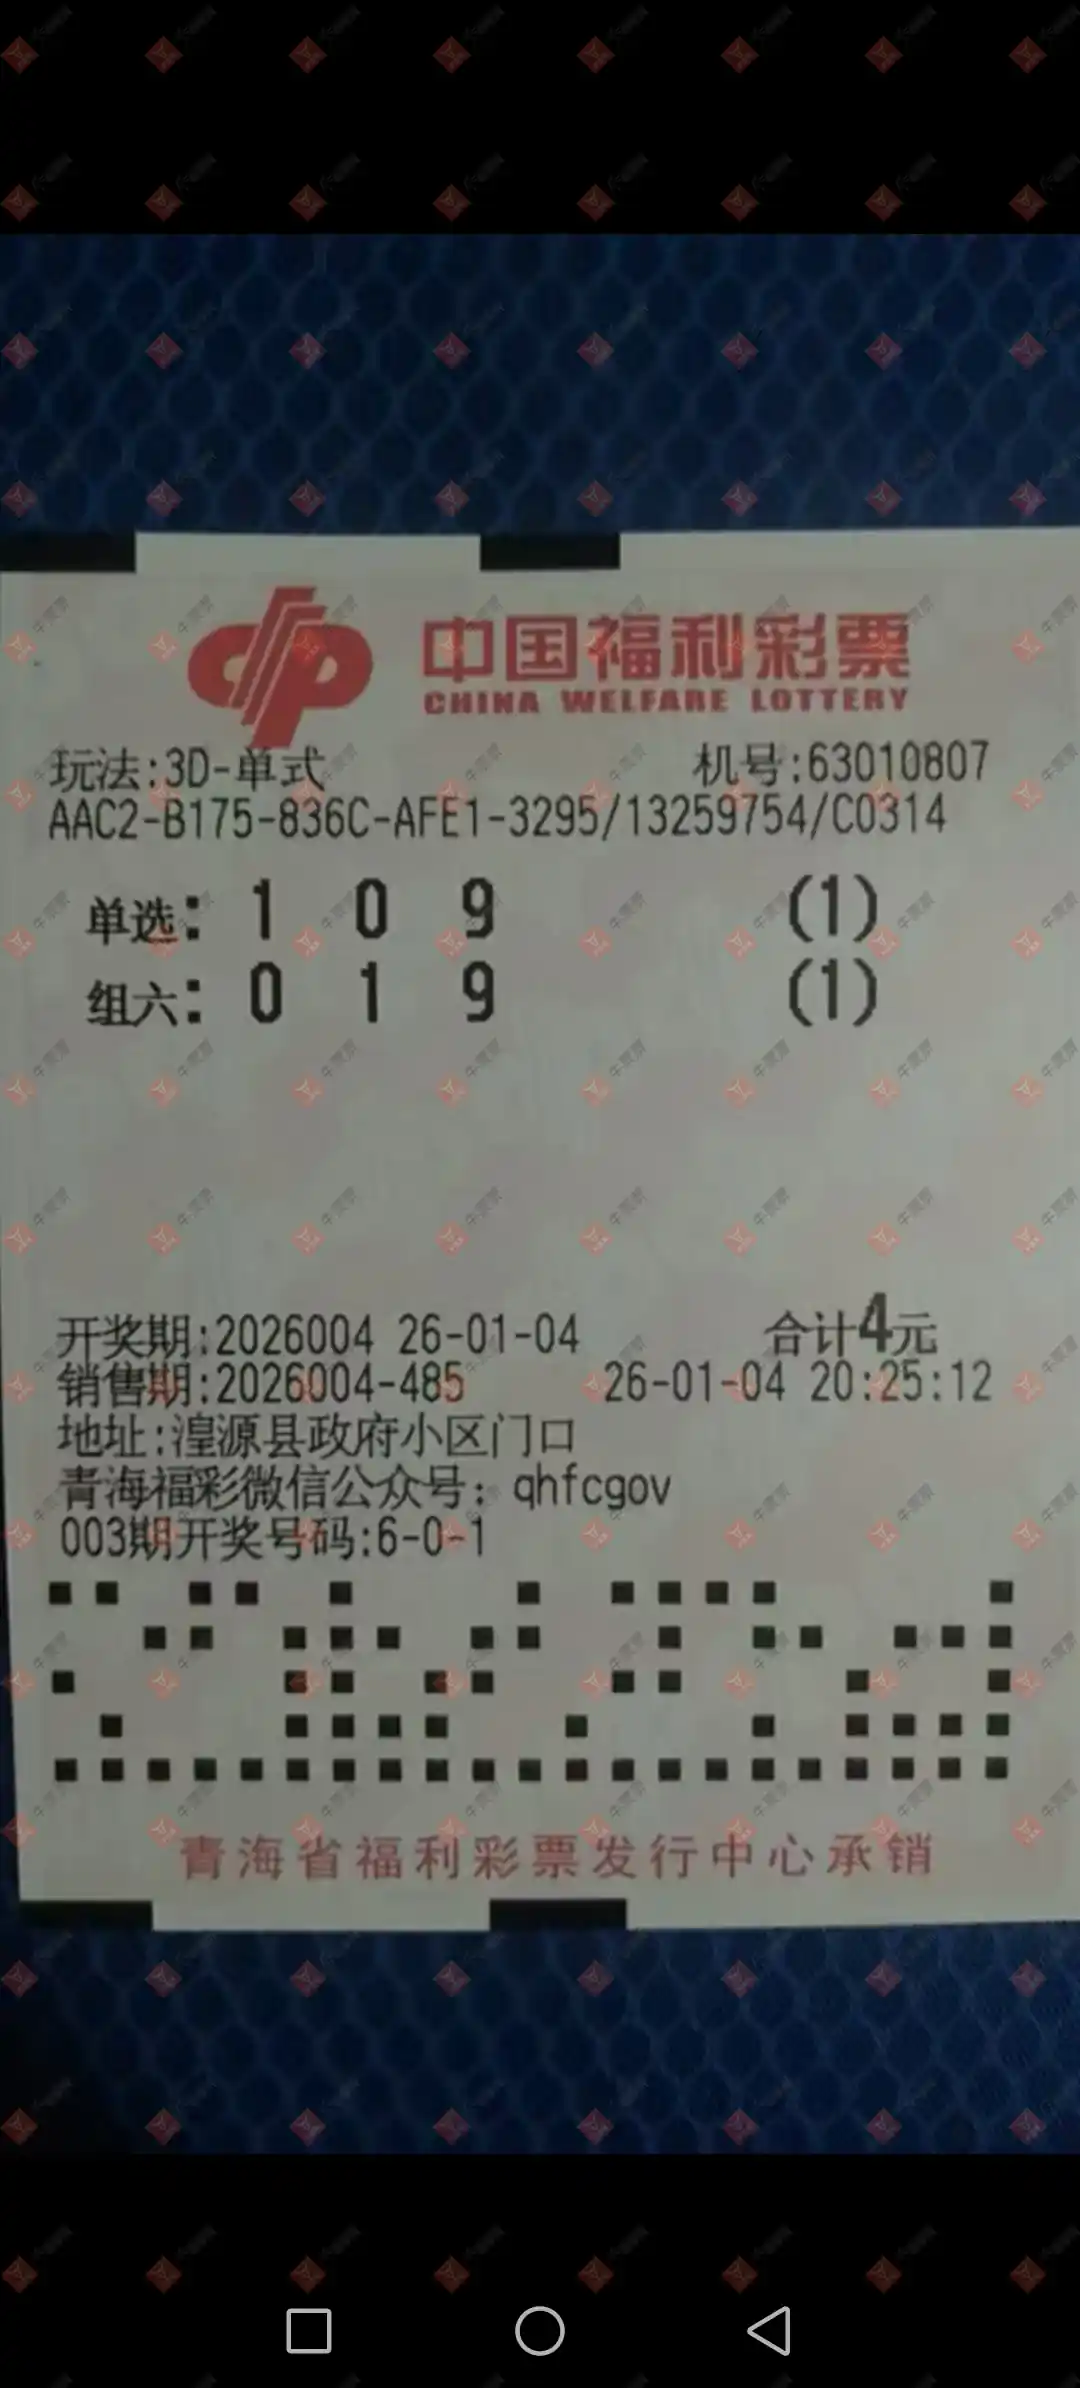 中国福利彩票
CHINA WELFARE LOTTERY
玩法:3D-单式 机号:63010807
AAC2-B175-836C-AFE1-3295/13259754/C0314
单选: 1 0 9 (1)
组六: 0 1 9 (1)
开奖期:2026004 26-01-04 合计4元
销售期:2026004-485 26-01-04 20:25:12
地址:湟源县政府小区门口
青海福彩微信公众号: qhfcgov
003期开奖号码:6-0-1
青海省福利彩票发行中心承销